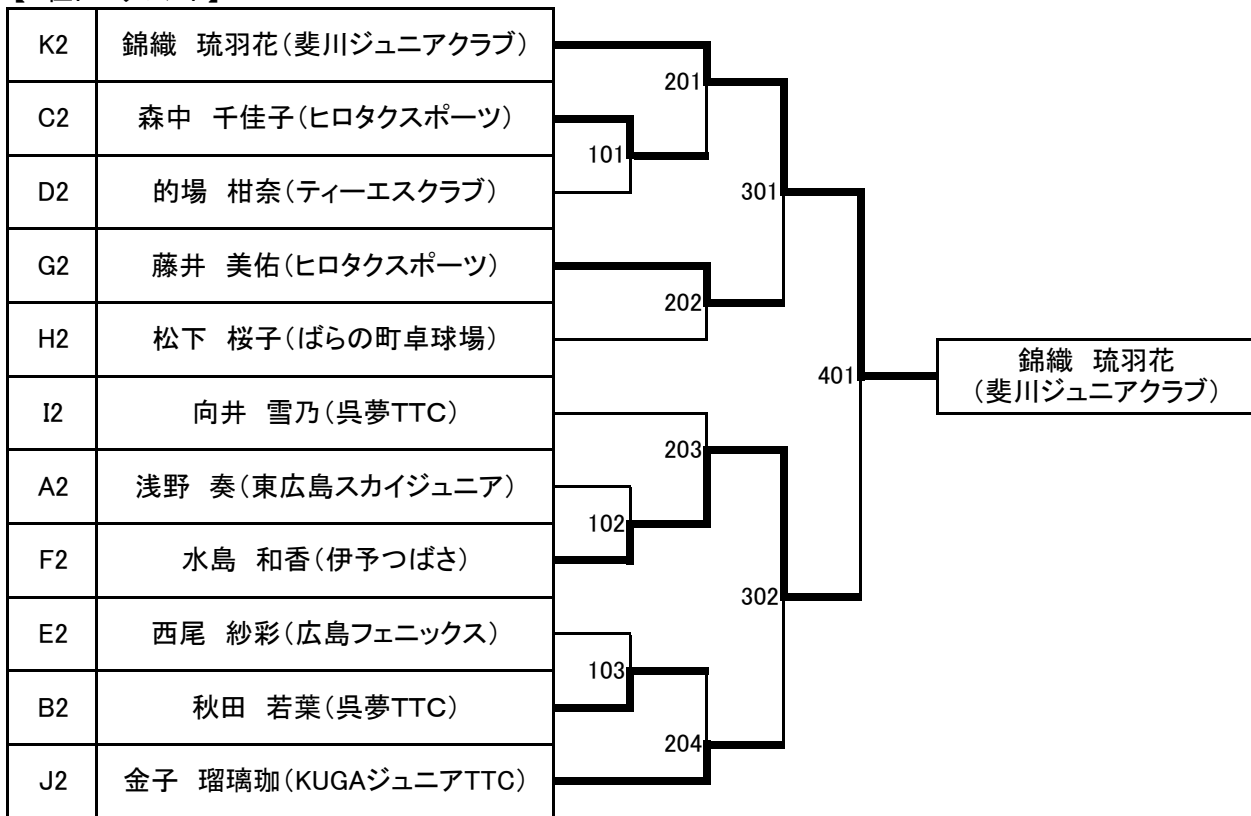 K2 錦織 琉羽花(斐川ジュニアクラブ)
C2 森中 千佳子(ヒロタクスポーツ)
D2 的場 柑奈(ティーエスクラブ)
G2 藤井 美佑(ヒロタクスポーツ)
H2 松下 桜子(ばらの町卓球場)
I2 向井 雪乃(呉夢TTC)
A2 浅野 奏(東広島スカイジュニア)
F2 水島 和香(伊予つばさ)
E2 西尾 紗彩(広島フェニックス)
B2 秋田 若葉(呉夢TTC)
J2 金子 瑠璃珈(KUGAジュニアTTC)
101
102
103
201
202
203
204
301
302
401
錦織 琉羽花
(斐川ジュニアクラブ)